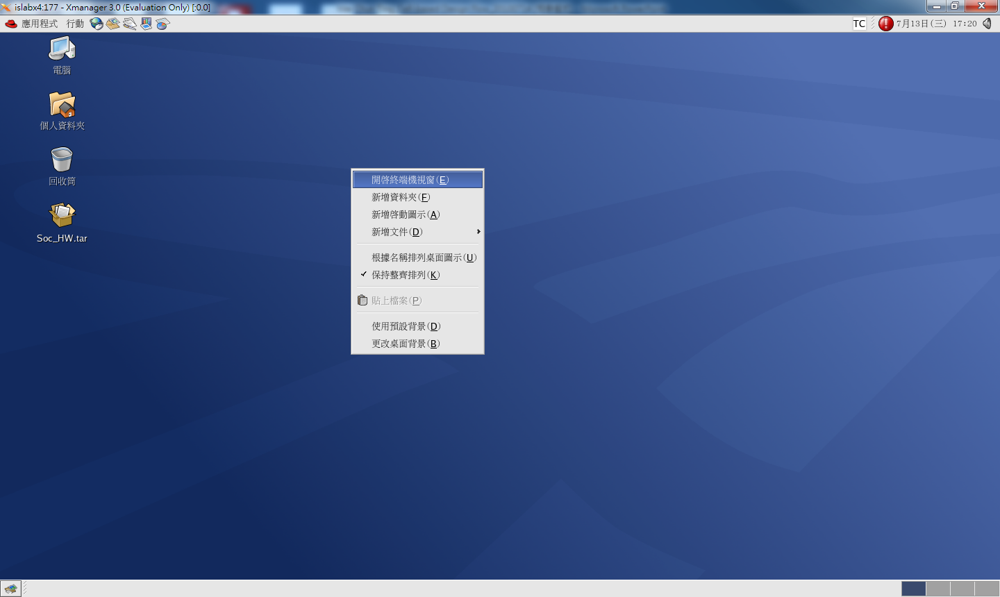 islabx4:177 - Xmanager 3.0 (Evaluation Only) [:0.0]
應用程式 行動 TC 7月13日(三) 17:20
電腦
個人資料夾
回收筒
Soc_HW.tar
開啓終端機視窗(E)
新增資料夾(F)
新增啓動圖示(A)
新增文件(D)
根據名稱排列桌面圖示(U)
保持整齊排列(K)
貼上檔案(P)
使用預設背景(D)
更改桌面背景(B)